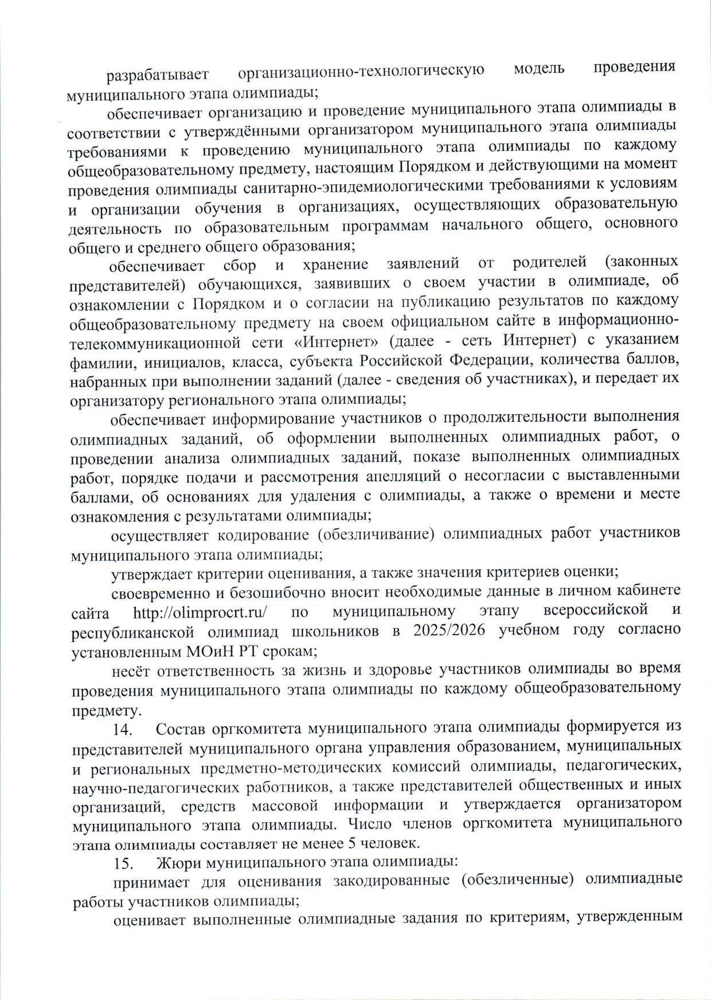 разрабатывает организационно-технологическую модель проведения
муниципального этапа олимпиады;
обеспечивает организацию и проведение муниципального этапа олимпиады в
соответствии с утверждёнными организатором муниципального этапа олимпиады
требованиями к проведению муниципального этапа олимпиады по каждому
общеобразовательному предмету, настоящим Порядком и действующими на момент
проведения олимпиады санитарно-эпидемиологическими требованиями к условиям
и организации обучения в организациях, осуществляющих образовательную
деятельность по образовательным программам начального общего, основного
общего и среднего общего образования;
обеспечивает сбор и хранение заявлений от родителей (законных
представителей) обучающихся, заявивших о своем участии в олимпиаде, об
ознакомлении с Порядком и о согласии на публикацию результатов по каждому
общеобразовательному предмету на своем официальном сайте в информационно-
телекоммуникационной сети «Интернет» (далее - сеть Интернет) с указанием
фамилии, инициалов, класса, субъекта Российской Федерации, количества баллов,
набранных при выполнении заданий (далее - сведения об участниках), и передает их
организатору регионального этапа олимпиады;
обеспечивает информирование участников о продолжительности выполнения
олимпиадных заданий, об оформлении выполненных олимпиадных работ, о
проведении анализа олимпиадных заданий, показе выполненных олимпиадных
работ, порядке подачи и рассмотрения апелляций о несогласии с выставленными
баллами, об основаниях для удаления с олимпиады, а также о времени и месте
ознакомления с результатами олимпиады;
осуществляет кодирование (обезличивание) олимпиадных работ участников
муниципального этапа олимпиады;
утверждает критерии оценивания, а также значения критериев оценки;
своевременно и безошибочно вносит необходимые данные в личном кабинете
сайта http://olimprocrt.ru/ по муниципальному этапу всероссийской и
республиканской олимпиад школьников в 2025/2026 учебном году согласно
установленным МОиН РТ срокам;
несёт ответственность за жизнь и здоровье участников олимпиады во время
проведения муниципального этапа олимпиады по каждому общеобразовательному
предмету.
14. Состав оргкомитета муниципального этапа олимпиады формируется из
представителей муниципального органа управления образованием, муниципальных
и региональных предметно-методических комиссий олимпиады, педагогических,
научно-педагогических работников, а также представителей общественных и иных
организаций, средств массовой информации и утверждается организатором
муниципального этапа олимпиады. Число членов оргкомитета муниципального
этапа олимпиады составляет не менее 5 человек.
15. Жюри муниципального этапа олимпиады:
принимает для оценивания закодированные (обезличенные) олимпиадные
работы участников олимпиады;
оценивает выполненные олимпиадные задания по критериям, утвержденным